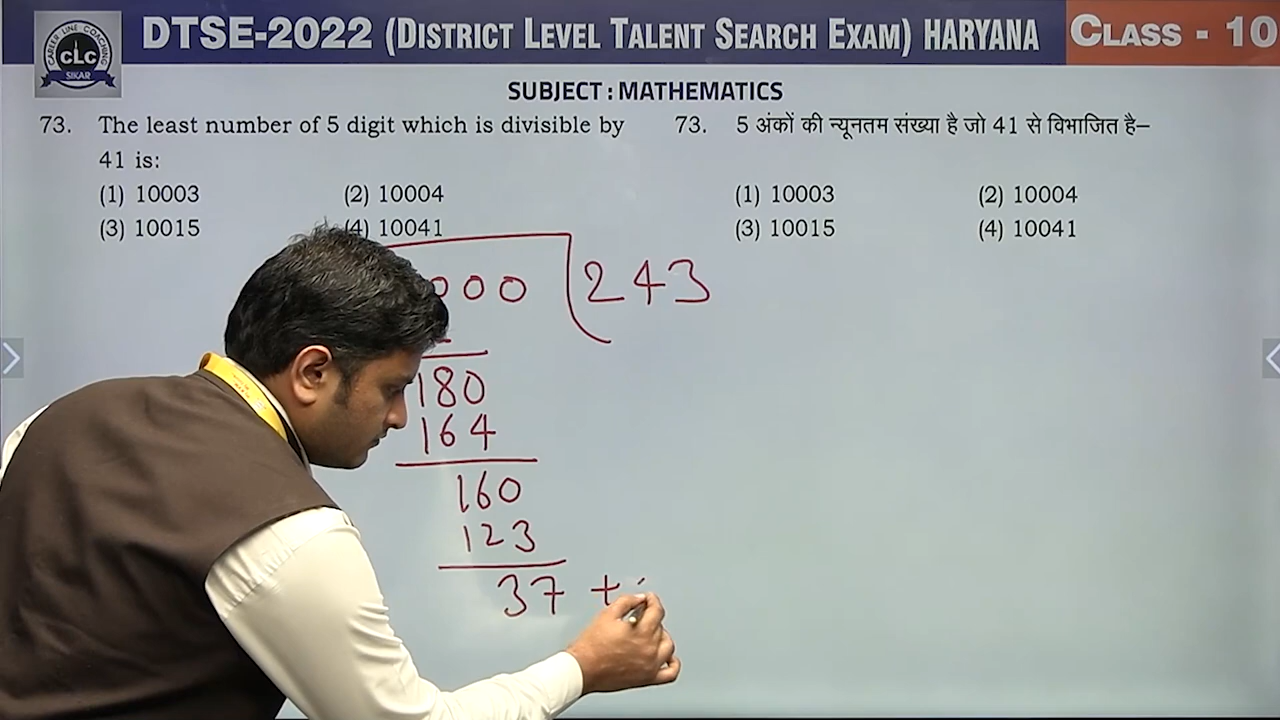 DTSE-2022 (DISTRICT LEVEL TALENT SEARCH EXAM) HARYANA
CLASS - 10
CAREER LINE COACHING
CLC
SIKAR
SUBJECT : MATHEMATICS
73. The least number of 5 digit which is divisible by
41 is:
(1) 10003 (2) 10004
(3) 10015 (4) 10041
73. 5 अंकों की न्यूनतम संख्या है जो 41 से विभाजित है–
(1) 10003 (2) 10004
(3) 10015 (4) 10041
000 243
180
164
160
123
37 +